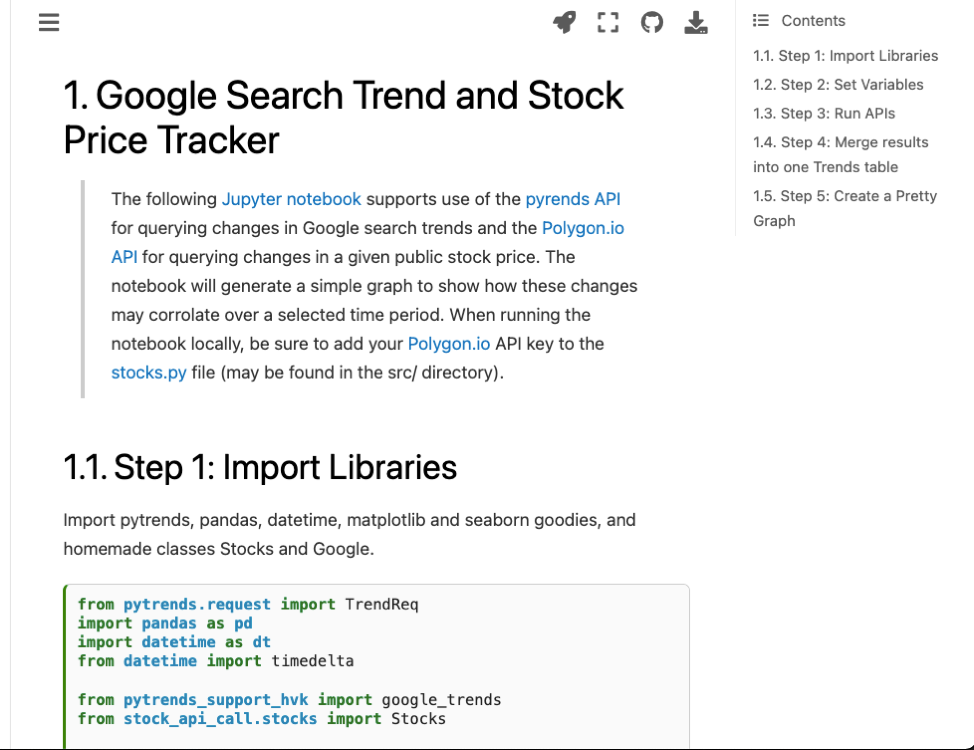 Contents
1.1. Step 1: Import Libraries
1.2. Step 2: Set Variables
1.3. Step 3: Run APIs
1.4. Step 4: Merge results
into one Trends table
1.5. Step 5: Create a Pretty
Graph
1. Google Search Trend and Stock
Price Tracker
The following Jupyter notebook supports use of the pyrends API
for querying changes in Google search trends and the Polygon.io
API for querying changes in a given public stock price. The
notebook will generate a simple graph to show how these changes
may corrolate over a selected time period. When running the
notebook locally, be sure to add your Polygon.io API key to the
stocks.py file (may be found in the src/ directory).
1.1. Step 1: Import Libraries
Import pytrends, pandas, datetime, matplotlib and seaborn goodies, and
homemade classes Stocks and Google.
from pytrends.request import TrendReq
import pandas as pd
import datetime as dt
from datetime import timedelta
from pytrends_support_hvk import google_trends
from stock_api_call.stocks import Stocks